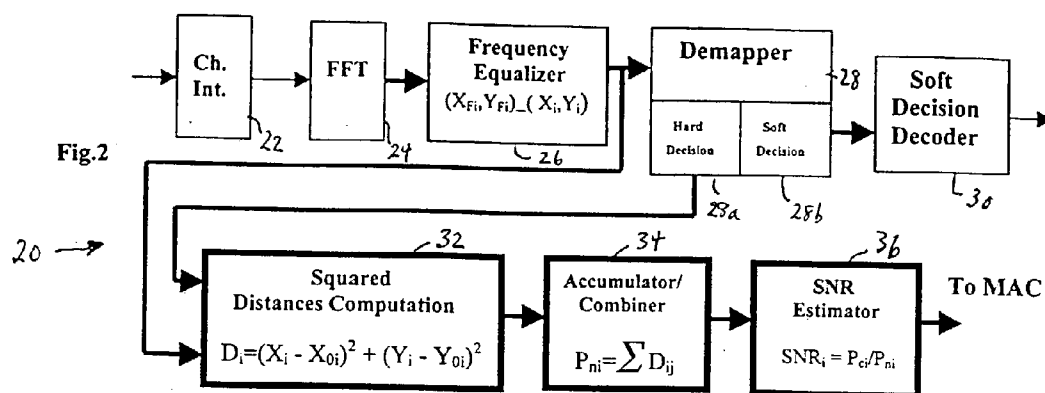 Ch.
Int.
22
FFT
24
Frequency
Equalizer
(X_Fi, Y_Fi)_( X_i, Y_i)
26
Demapper
28
Hard
Decision
28a
Soft
Decision
28b
Soft
Decision
Decoder
30
Fig.2
20
32
Squared
Distances Computation
D_i=(X_i - X_0i)^2 + (Y_i - Y_0i)^2
34
Accumulator/
Combiner
P_ni=∑ D_ij
36
SNR
Estimator
SNR_i = P_ci/P_ni
To MAC